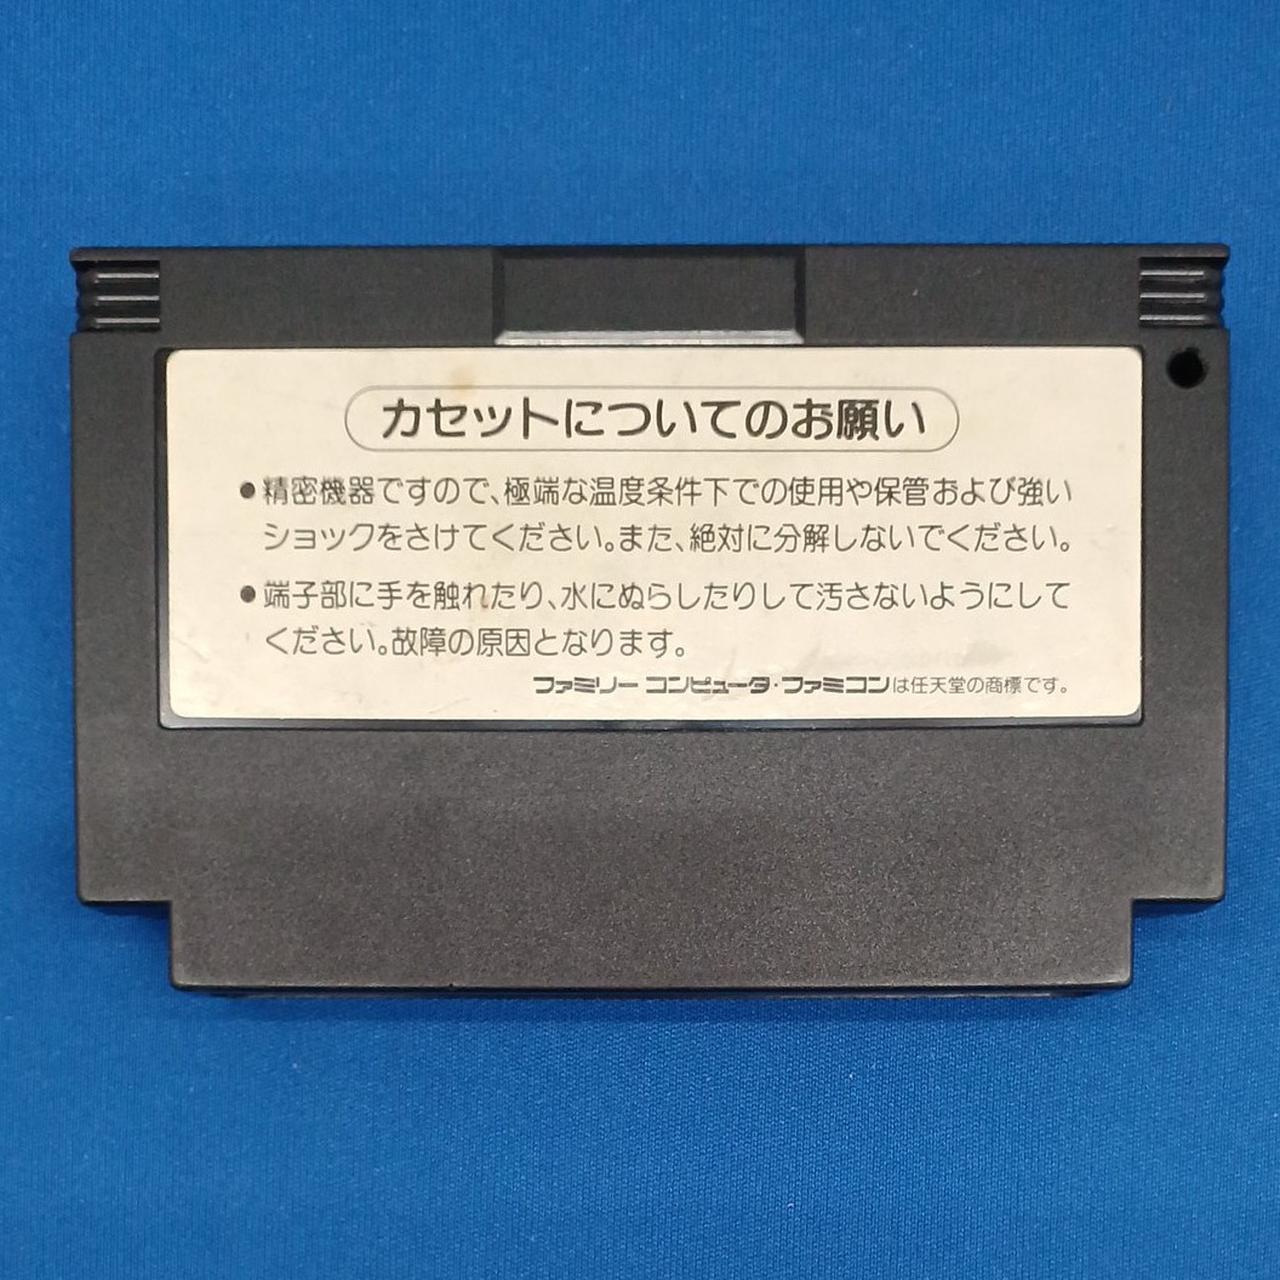 カセットについてのお願い
●精密機器ですので、極端な温度条件下での使用や保管および強い
ショックをさけてください。また、絶対に分解しないでください。
●端子部に手を触れたり、水にぬらしたりして汚さないようにして
ください。故障の原因となります。
ファミリーコンピュータ・ファミコンは任天堂の商標です。